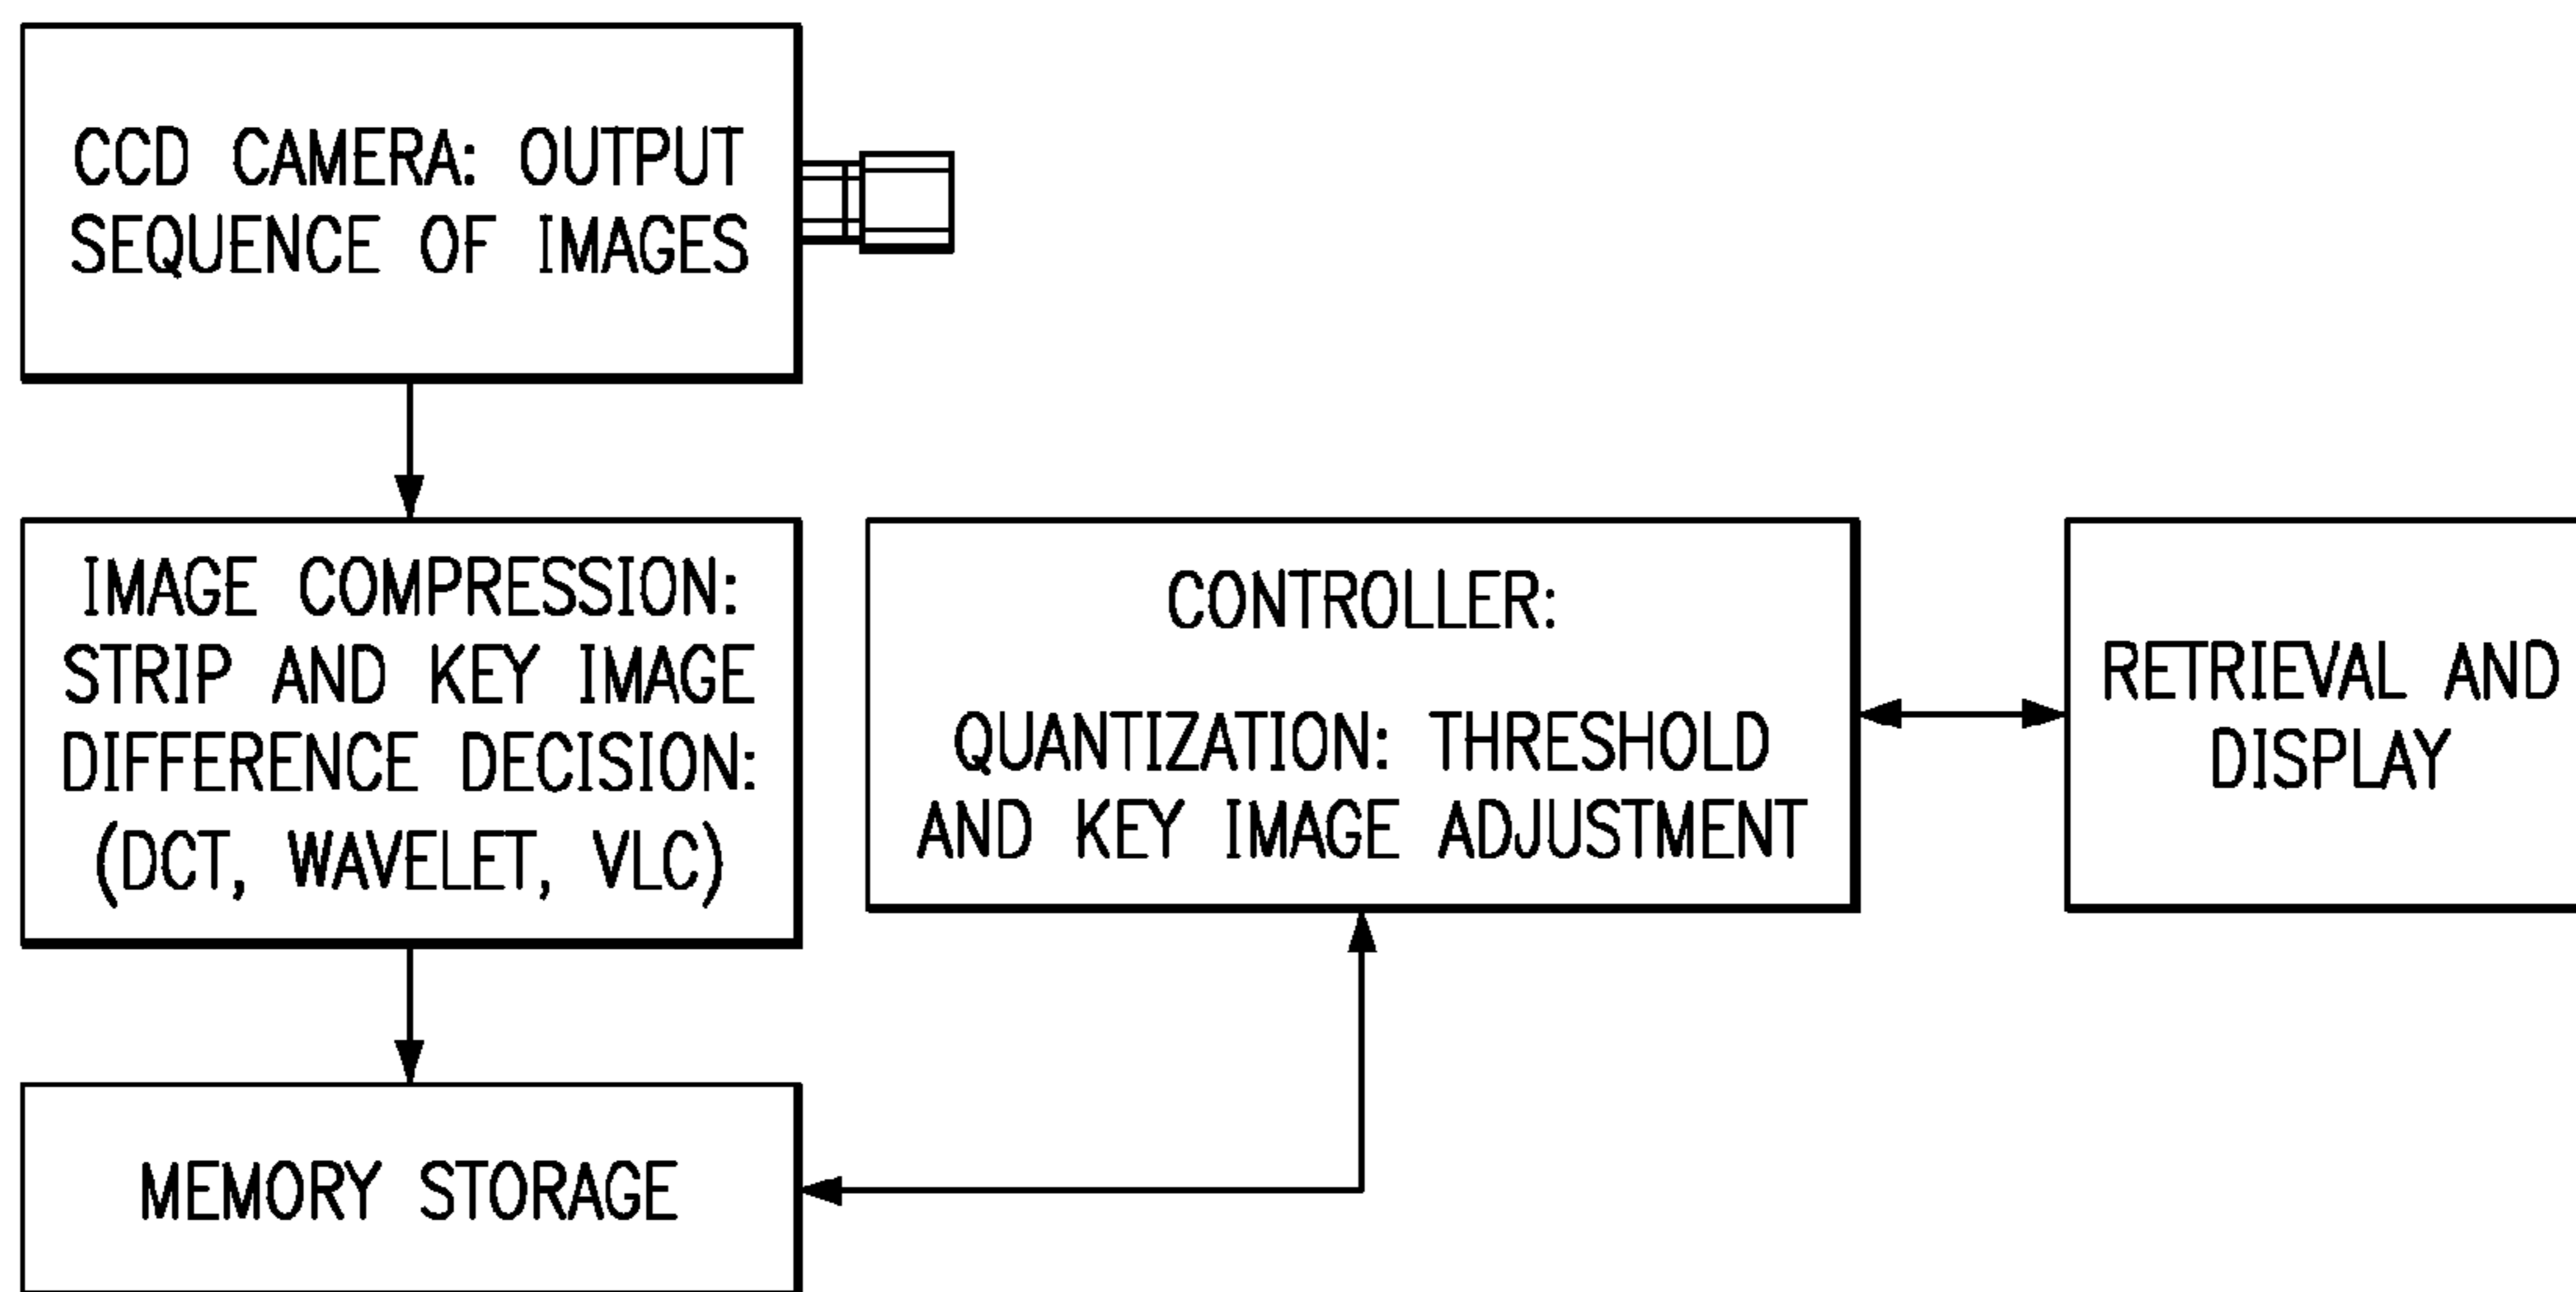 CCD CAMERA: OUTPUT
SEQUENCE OF IMAGES
IMAGE COMPRESSION:
STRIP AND KEY IMAGE
DIFFERENCE DECISION:
(DCT, WAVELET, VLC)
CONTROLLER:
QUANTIZATION: THRESHOLD
AND KEY IMAGE ADJUSTMENT
RETRIEVAL AND
DISPLAY
MEMORY STORAGE